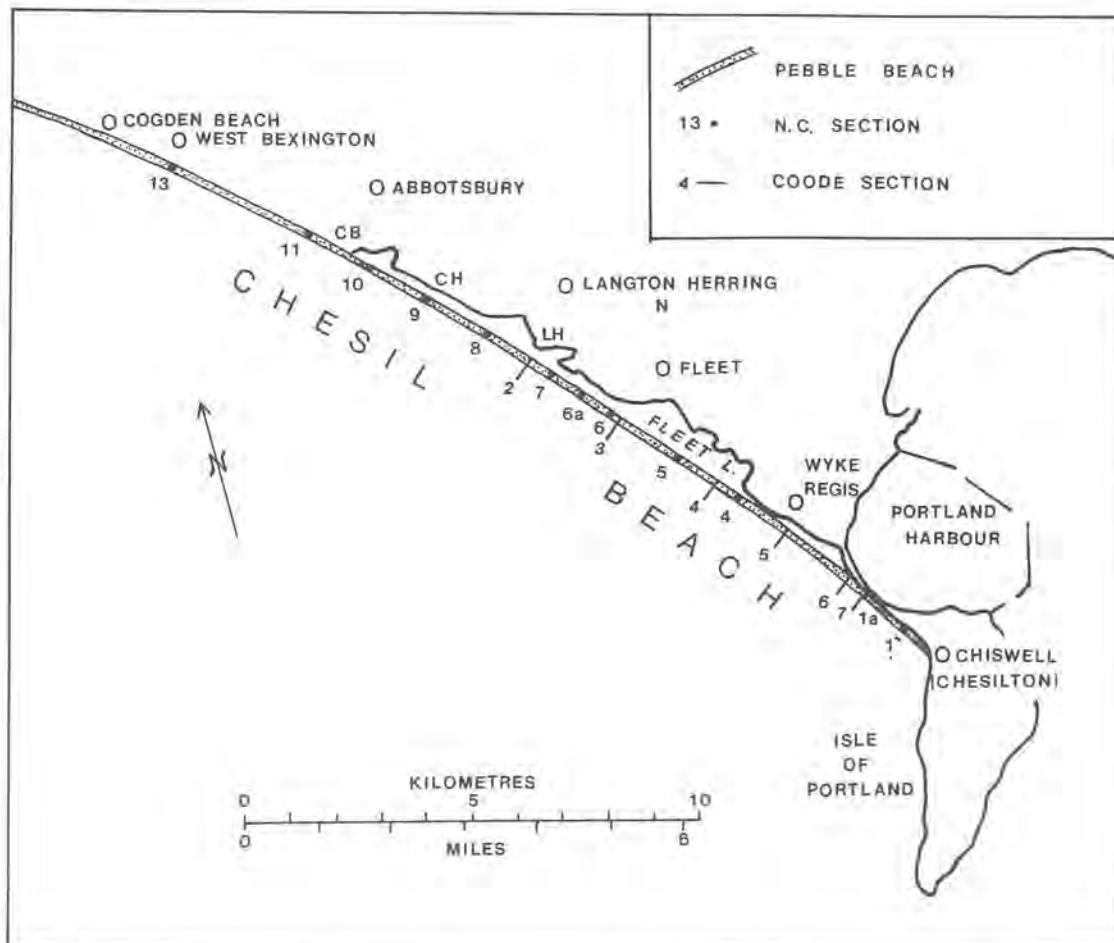 PEBBLE BEACH
13 N.C. SECTION
4 COODE SECTION
COGDEN BEACH
WEST BEXINGTON
13
ABBOTSBURY
CB
11
10
CH
9
LANGTON HERRING
N
LH
8
2
7
6a
6
3
FLEET
FLEET L.
5
4
4
5
WYKE
REGIS
PORTLAND
HARBOUR
6
7
1a
1
CHESIL
BEACH
N
CHISWELL
(CHESILTON)
ISLE
OF
PORTLAND
KILOMETRES
0 5 10
0 6
MILES